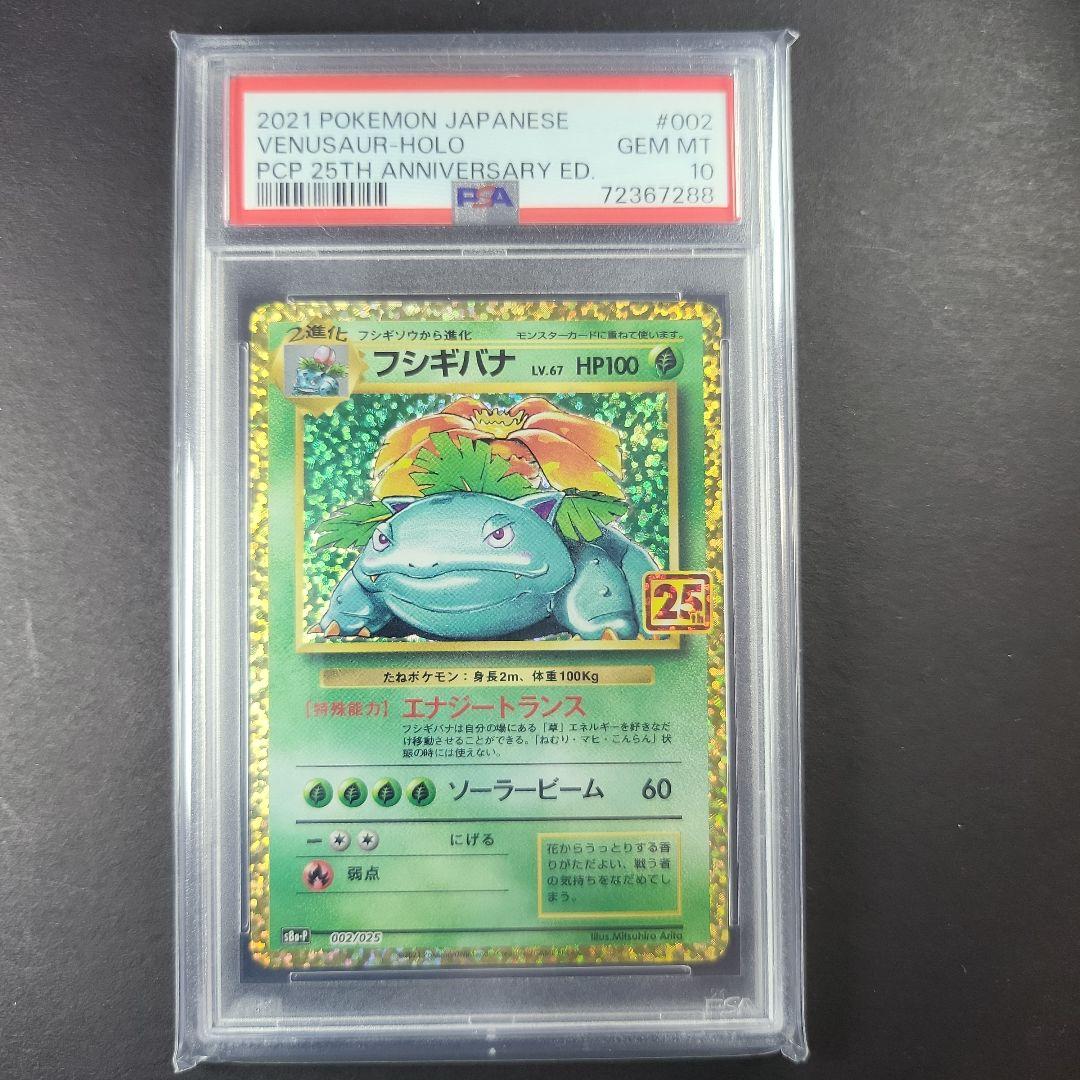 2021 POKEMON JAPANESE #002
VENUSAUR-HOLO GEM MT
PCP 25TH ANNIVERSARY ED. 10
PSA 72367288
2進化 フシギソウから進化 モンスターカードに重ねて使います。
フシギバナ LV.67 HP100
25th
たねポケモン：身長2m、体重100Kg
【特殊能力】 エナジートランス
フシギバナは自分の場にある「草」エネルギーを好きなだ
け移動させることができる。「ねむり・マヒ・こんらん」状
態の時には使えない。
ソーラービーム 60
ー にげる
弱点
花からうっとりする香
りがただよい、戦う者
の気持ちをなだめてし
まう。
s8a-P 002/025 Illus.Mitsuhiro Arita
PSA